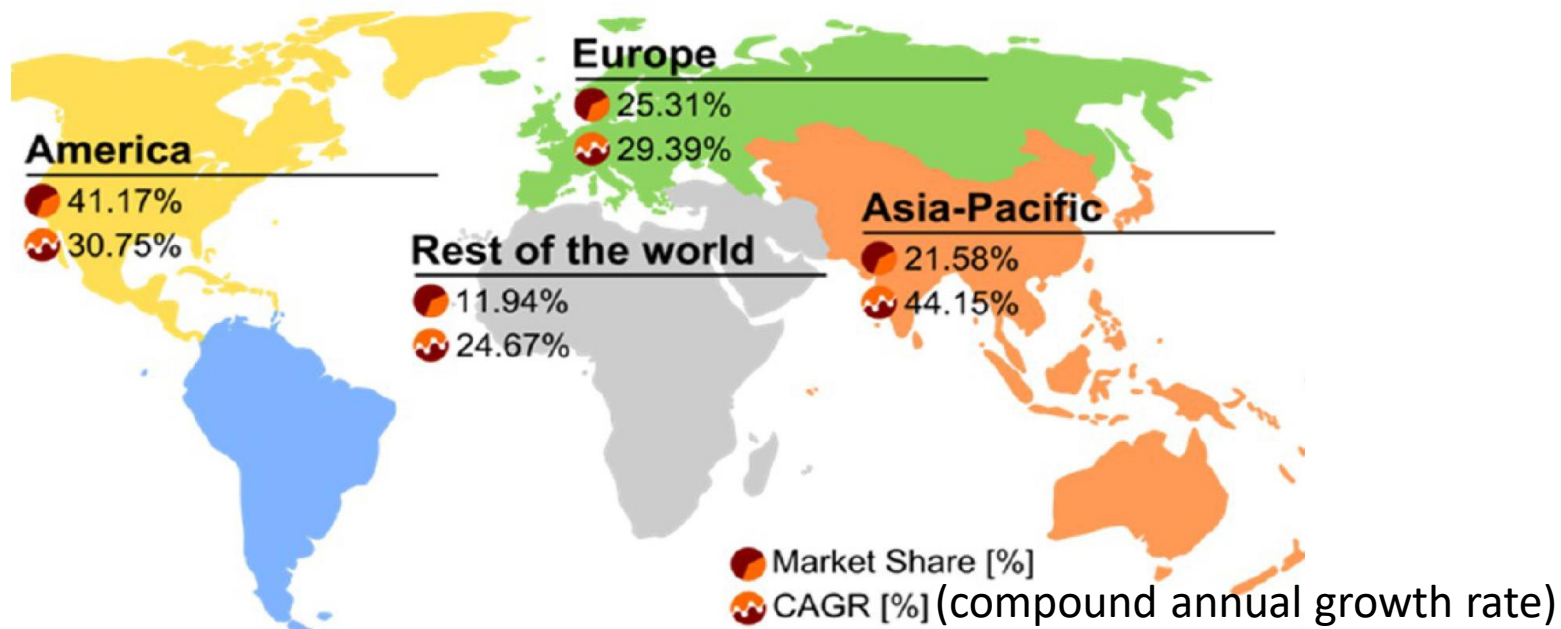 Europe
25.31%
29.39%
America
41.17%
30.75%
Asia-Pacific
21.58%
44.15%
Rest of the world
11.94%
24.67%
Market Share [%]
CAGR [%] (compound annual growth rate)